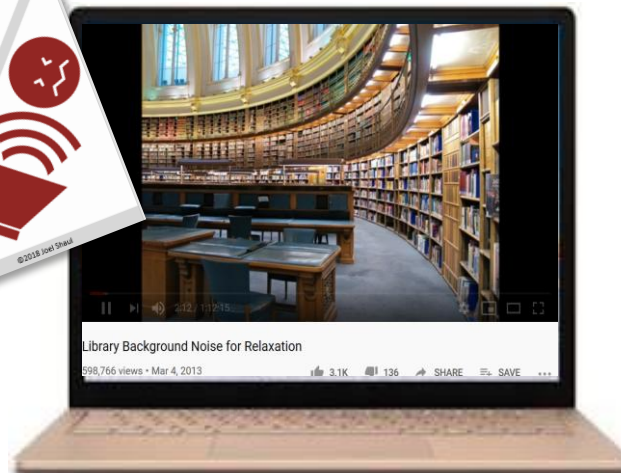 ©2018 Joel Shaul
2:12 / 1:12:15
Library Background Noise for Relaxation
598,766 views • Mar 4, 2013
3.1K 136 SHARE SAVE